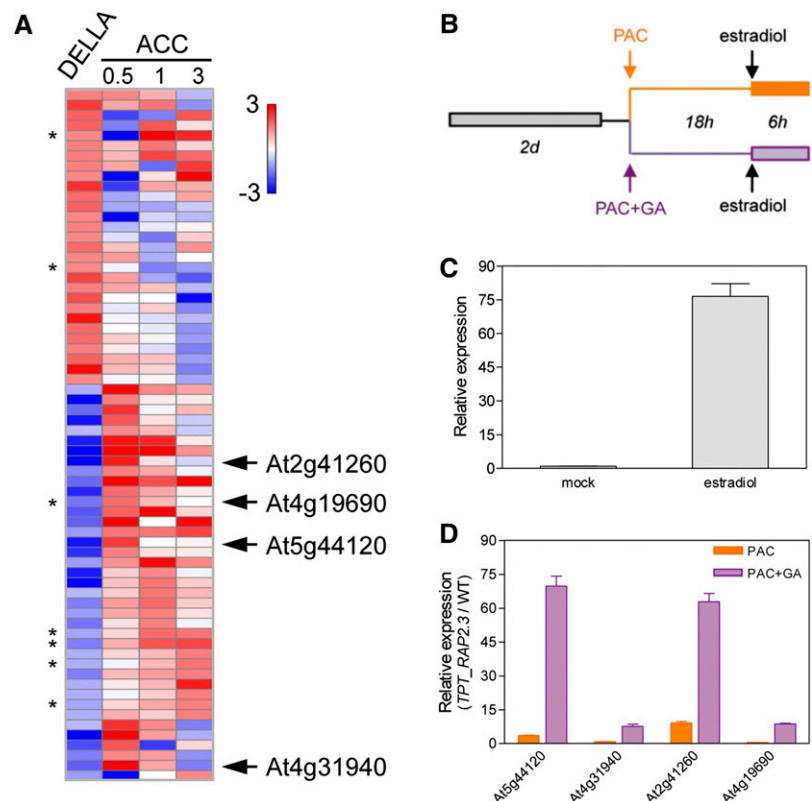 A
DELLA
ACC
0.5 1 3
3
-3
*
*
At2g41260
* At4g19690
At5g44120
*
*
*
*
At4g31940
B
PAC estradiol
2d 18h 6h
PAC+GA estradiol
C
Relative expression
90
75
60
45
30
15
0
mock estradiol
D
Relative expression
(TPT_RAP2.3 / WT)
90
75
60
45
30
15
0
PAC
PAC+GA
At5g44120
At4g31940
At2g41260
At4g19690